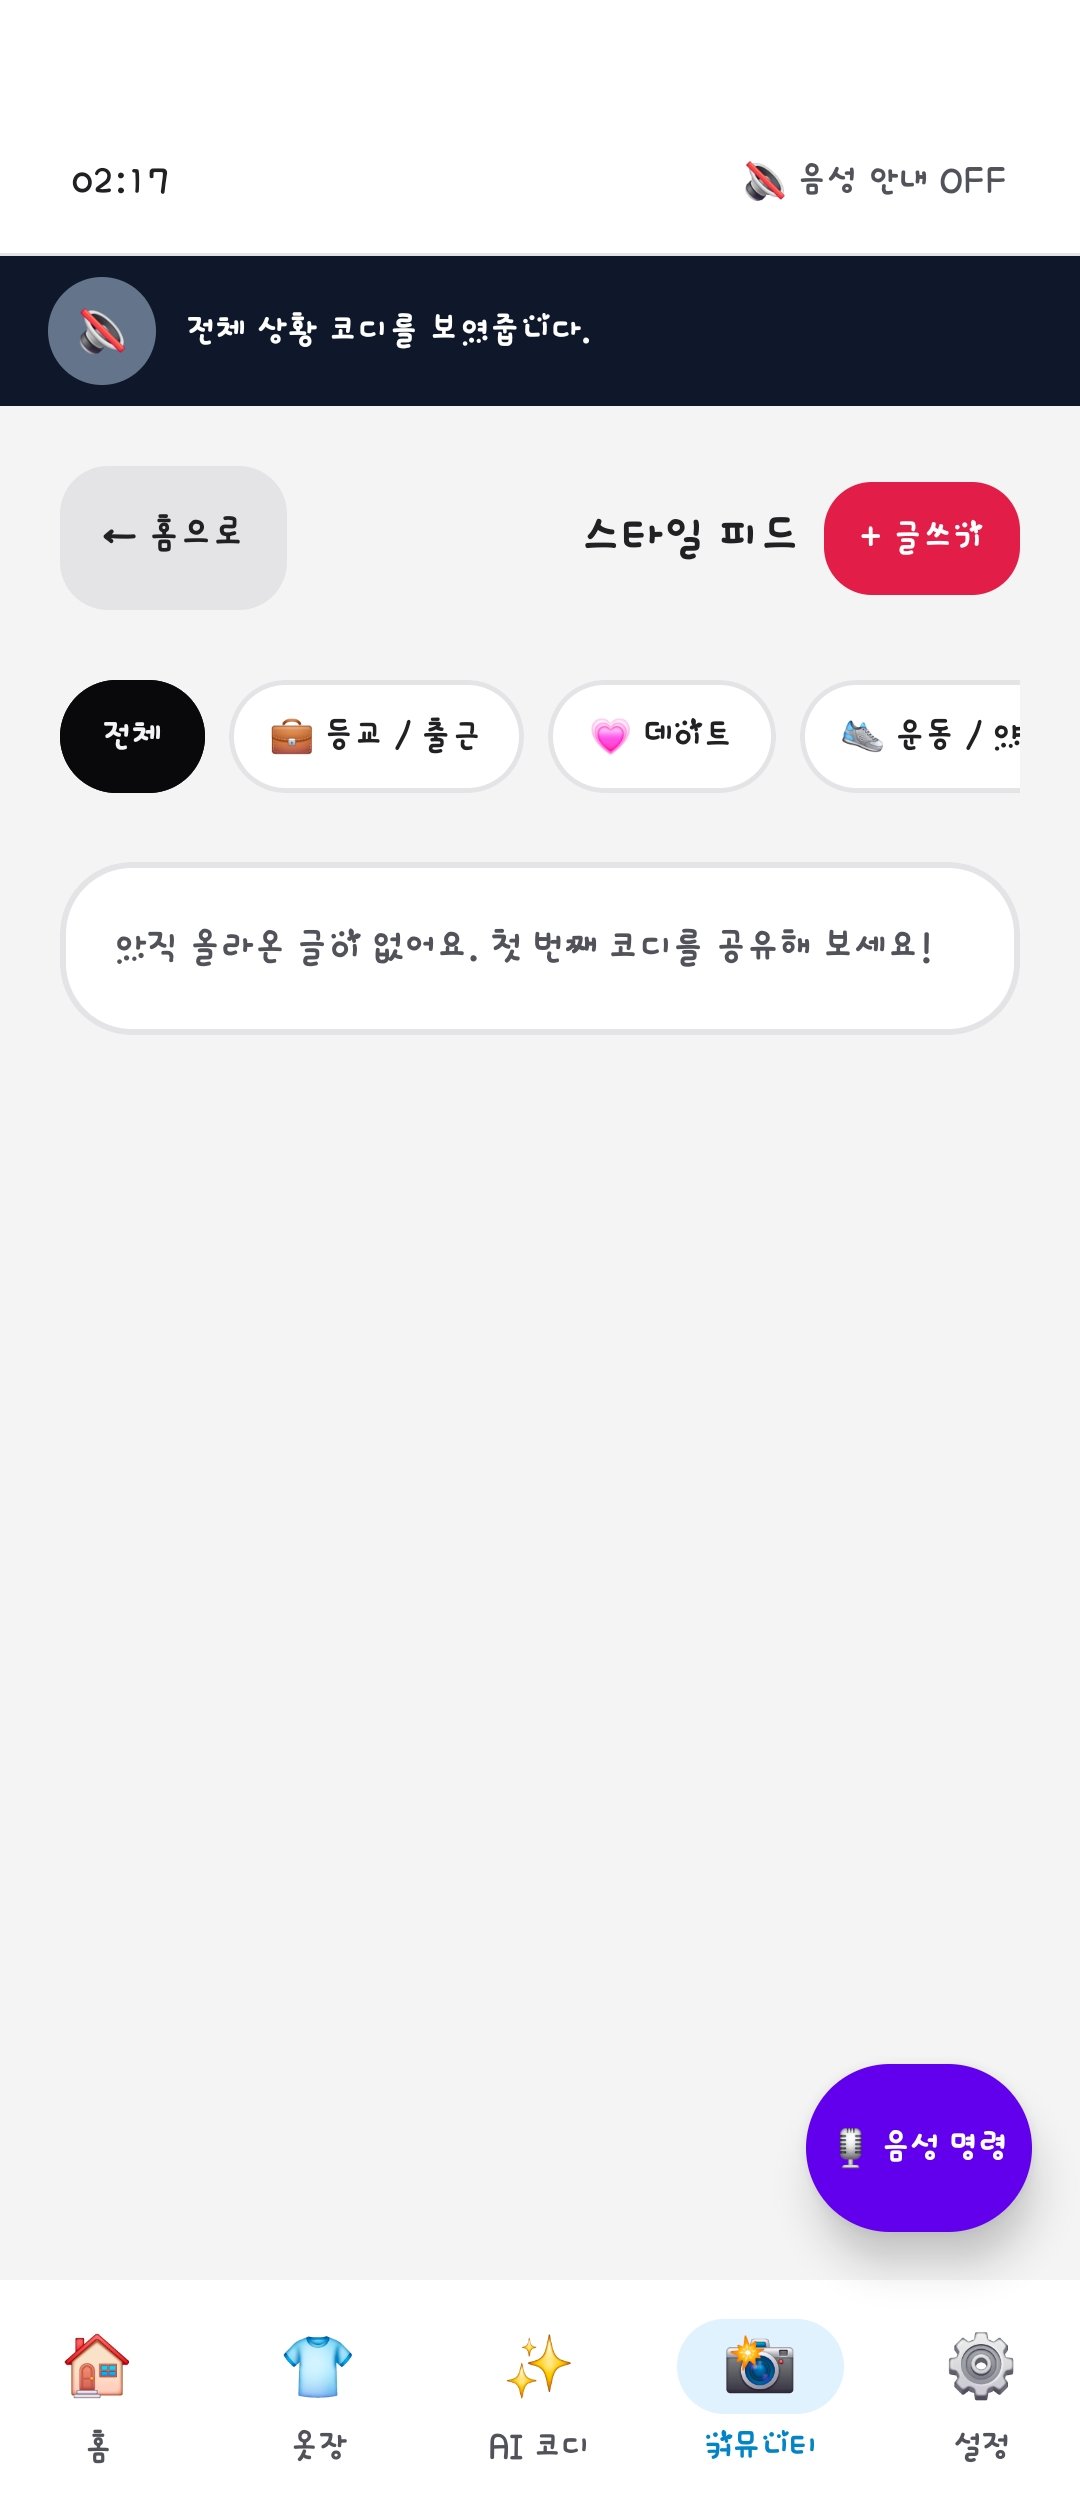 02:17 음성 안내 OFF
전체 상황 코디를 보여줍니다.
← 홈으로 스타일 피드 + 글쓰기
전체 등교 / 출근 데이트 운동 /
아직 올라온 글이 없어요. 첫 번째 코디를 공유해 보세요!
음성 명령
홈 옷장 AI 코디 커뮤니티 설정